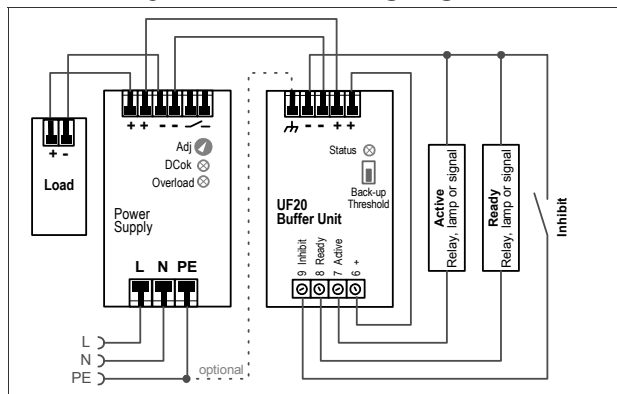 + + - -
- - + +
+ -
Load
Adj
DCok
Overload
Power
Supply
L N PE
Status
Back-up
Threshold
UF20
Buffer Unit
9 Inhibit
8 Ready
7 Active
6 +
Active
Relay, lamp or signal
Ready
Relay, lamp or signal
Inhibit
L
N
PE
optional